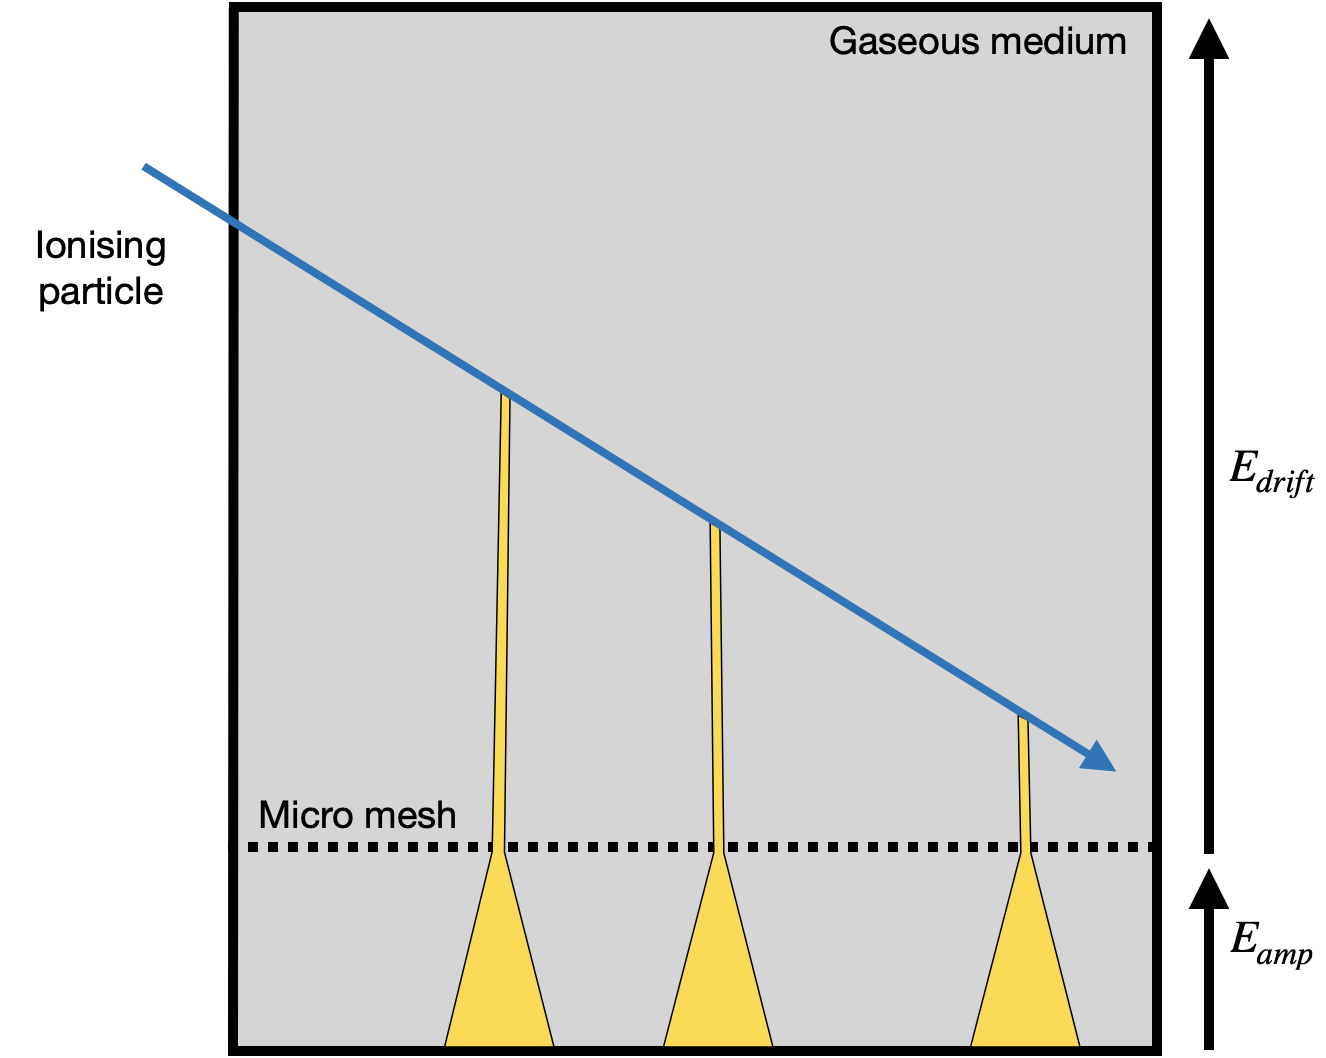 Gaseous medium
Ionising
particle
E_drift
Micro mesh
E_amp